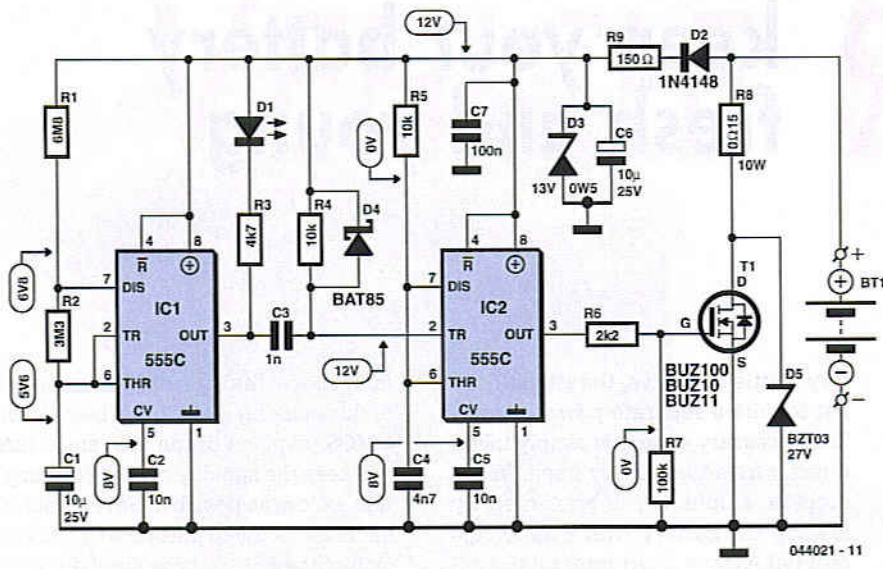 12V
R9
150Ω
D2
1N4148
R1
6M8
D1
R5
10k
0V
C7
100n
D3
C6
10µ
25V
13V 0W5
R8
0Ω15
10W
R3
4k7
R4
10k
D4
BAT85
6V8
5V6
R2
3M3
4
8
R
7
DIS
IC1
2
TR
OUT
3
555C
6
THR
CV
5
1
C3
1n
12V
4
8
R
7
DIS
IC2
2
TR
OUT
3
555C
6
THR
CV
5
1
R6
2k2
T1
D
G
S
BUZ100
BUZ10
BUZ11
BT1
D5
BZT03
27V
C1
10µ
25V
8V
C2
10n
8V
C4
4n7
C5
10n
0V
R7
100k
044021 - 11